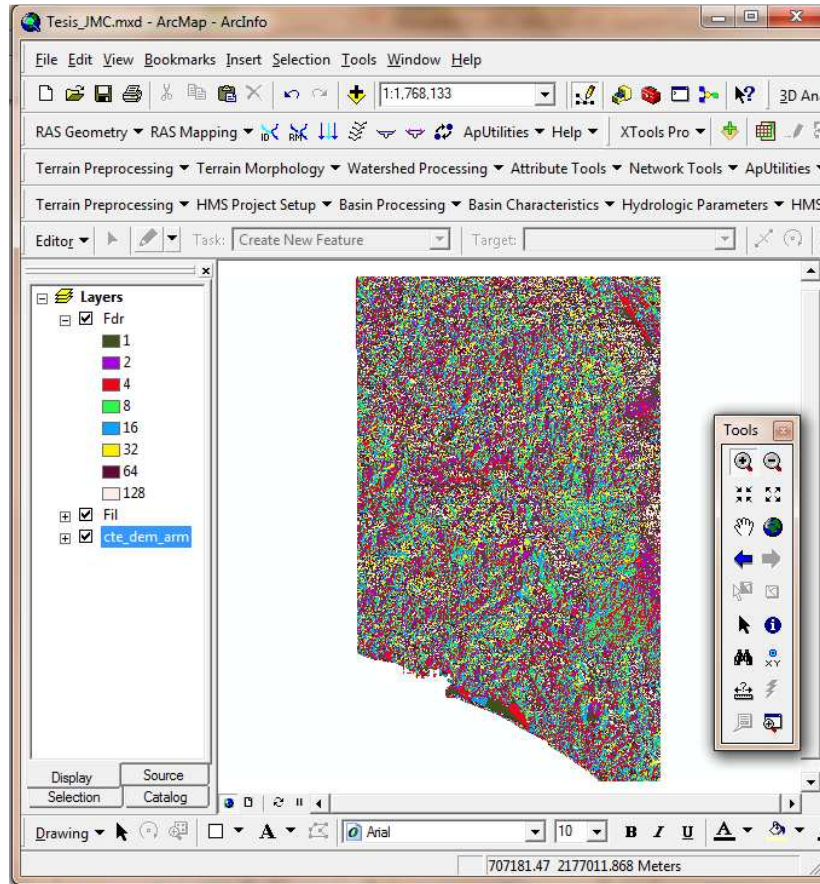 Tesis_JMC.mxd - ArcMap - ArcInfo
File Edit View Bookmarks Insert Selection Tools Window Help
1:1,768,133 3D An
RAS Geometry RAS Mapping ID RM ApUtilities Help XTools Pro
Terrain Preprocessing Terrain Morphology Watershed Processing Attribute Tools Network Tools ApUtilities
Terrain Preprocessing HMS Project Setup Basin Processing Basin Characteristics Hydrologic Parameters HMS
Editor Task: Create New Feature Target:
Layers
Fdr
1
2
4
8
16
32
64
128
Fil
cte_dem_arm
Tools
XY
Display Source
Selection Catalog
Drawing A Arial 10 B I U A
707181.47 2177011.868 Meters